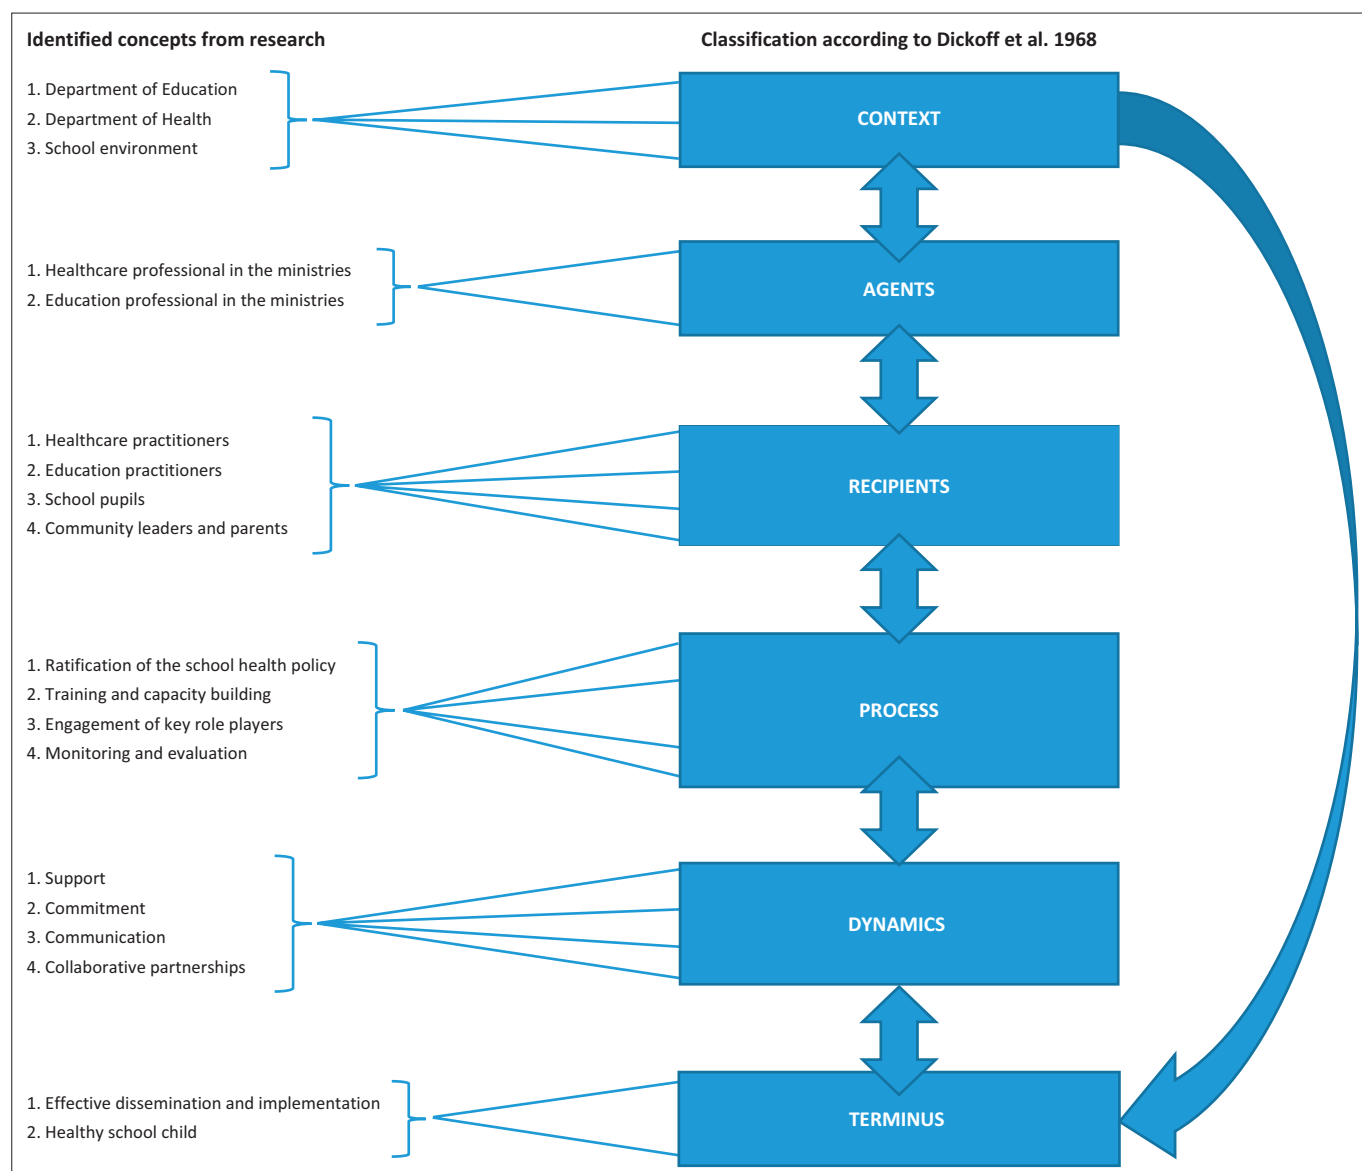 Identified concepts from research
Classification according to Dickoff et al. 1968
1. Department of Education
2. Department of Health
3. School environment
CONTEXT
1. Healthcare professional in the ministries
2. Education professional in the ministries
AGENTS
1. Healthcare practitioners
2. Education practitioners
3. School pupils
4. Community leaders and parents
RECIPIENTS
1. Ratification of the school health policy
2. Training and capacity building
3. Engagement of key role players
4. Monitoring and evaluation
PROCESS
1. Support
2. Commitment
3. Communication
4. Collaborative partnerships
DYNAMICS
1. Effective dissemination and implementation
2. Healthy school child
TERMINUS